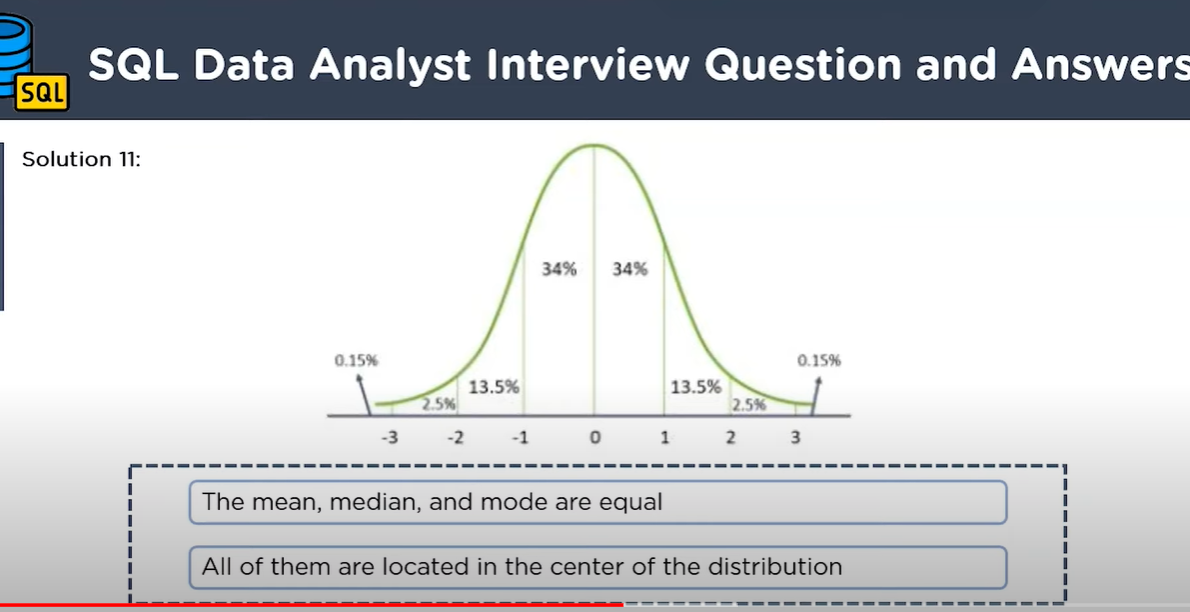 SQL Data Analyst Interview Question and Answers
SQL
Solution 11:
34% 34%
0.15% 0.15%
13.5% 13.5%
2.5% 2.5%
-3 -2 -1 0 1 2 3
The mean, median, and mode are equal
All of them are located in the center of the distribution